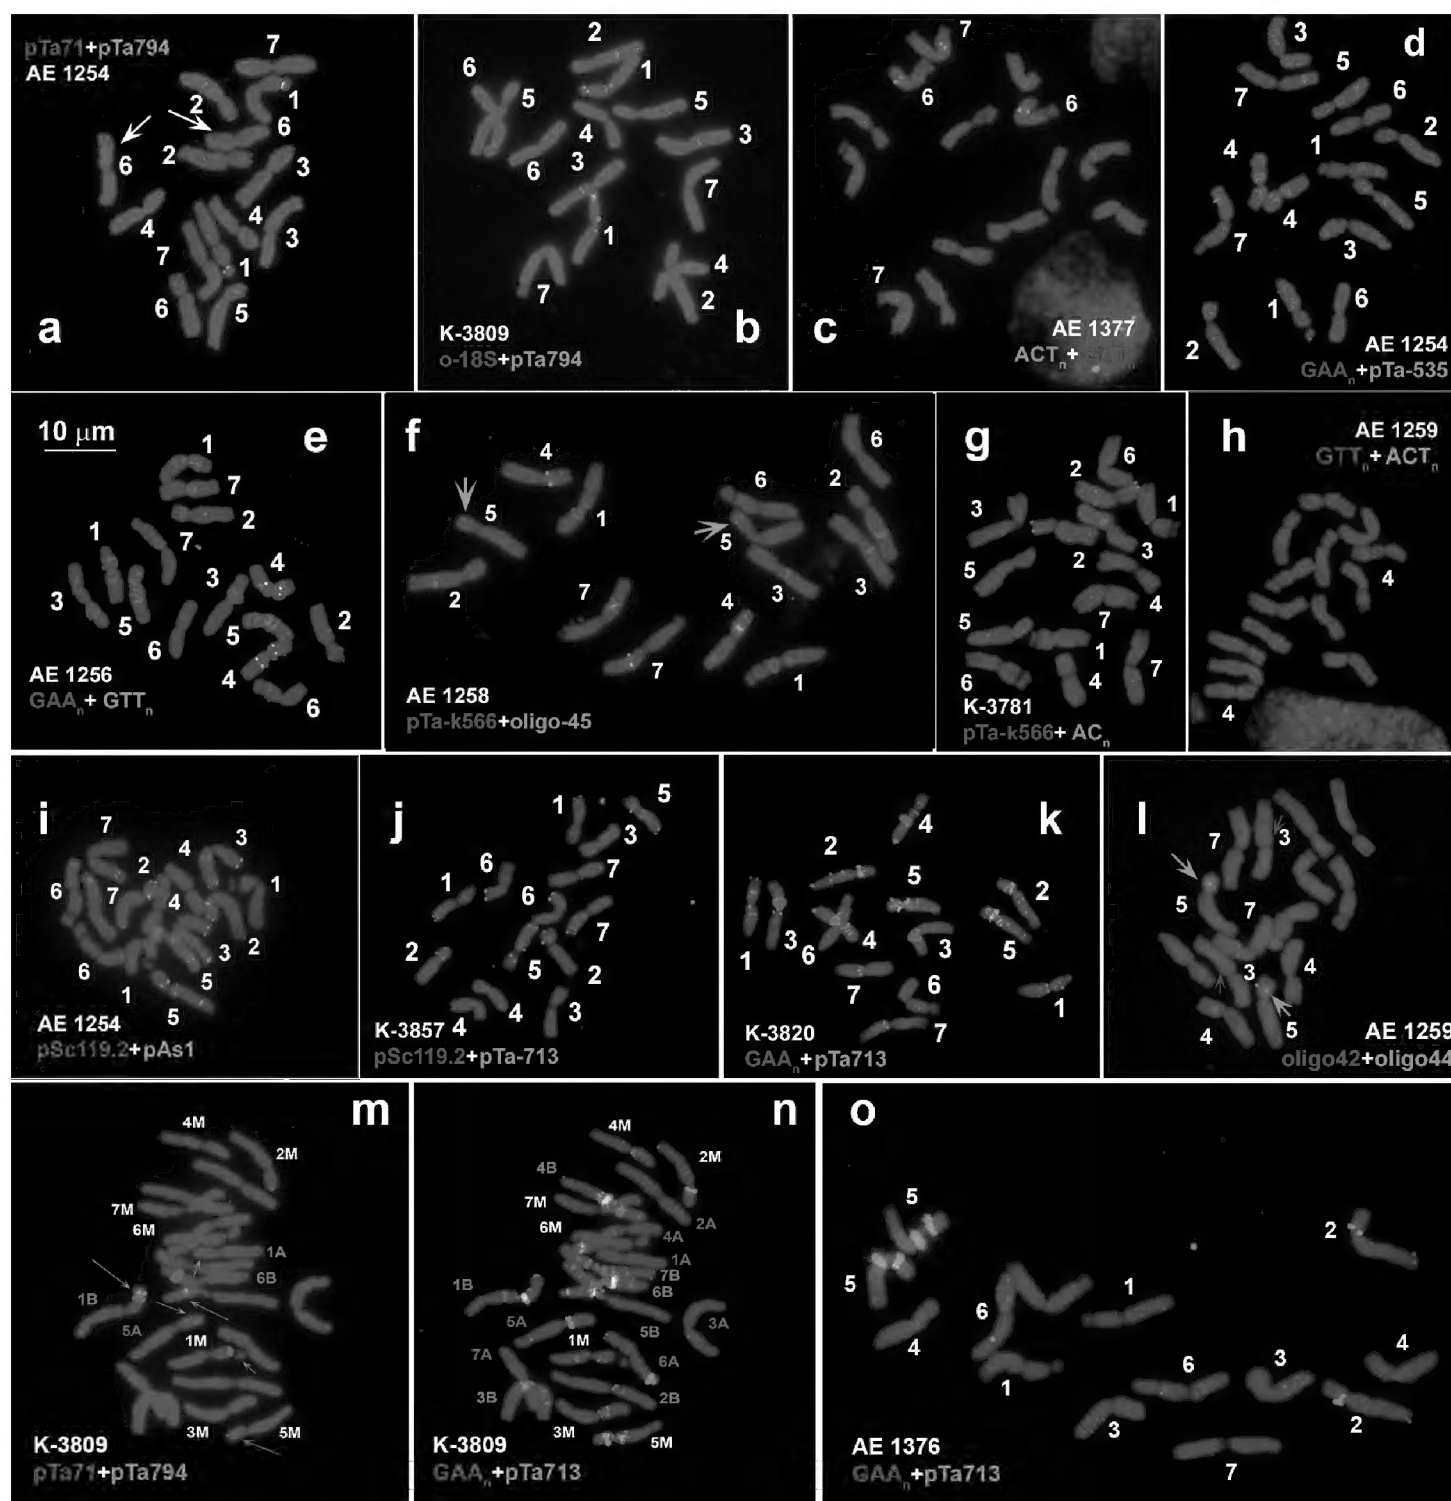 pTa71+pTa794
AE 1254
7
2
1
6
6
2
3
4
4
3
7
1
6
5
a
2
6
1
5
5
4
3
6
3
7
1
4
7
2
b
K-3809
o-18S+pTa794
7
6
6
7
c
AE 1377
ACTn+
3
d
5
7
6
2
4
1
5
4
7
3
1
6
2
AE 1254
GAAn+pTa-535
10 μm
e
1
7
2
1
7
4
3
3
5
5
2
6
4
6
AE 1256
GAAn+ GTTn
f
4
6
5
6
2
1
5
2
7
3
3
4
7
1
AE 1258
pTa-k566+oligo-45
g
6
2
1
3
3
2
5
4
7
5
1
7
6
4
K-3781
pTa-k566+ ACn
h
AE 1259
GTTn+ ACTn
4
4
i
7
4
3
2
6
1
7
4
2
3
6
1
5
5
AE 1254
pSc119.2+pAs1
j
1
5
3
6
7
1
6
7
2
5
2
4
4
3
K-3857
pSc119.2+pTa-713
k
4
2
5
2
1
3
6
4
3
5
7
6
1
7
K-3820
GAAn+pTa713
l
7
3
5
7
3
4
4
5
AE 1259
oligo42+oligo44
m
4M
2M
7M
6M
1A
6B
1B
5A
1M
3M
5M
K-3809
pTa71+pTa794
n
4M
2M
4B
7M
6M
2A
4A
1A
7B
1B
6B
5A
5B
3A
1M
7A
6A
3B
2B
3M
5M
K-3809
GAAn+pTa713
o
5
2
5
1
6
4
4
6
3
1
2
3
7
AE 1376
GAAn+pTa713